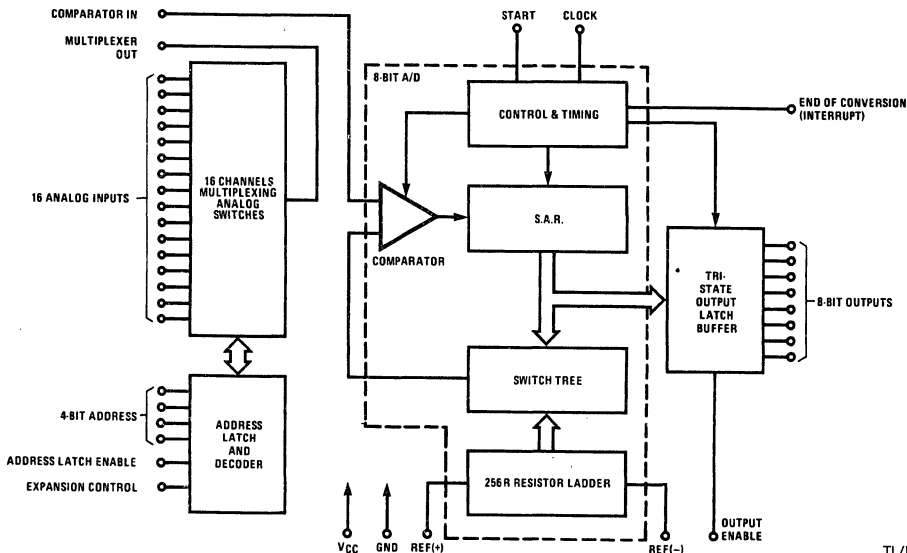 COMPARATOR IN
MULTIPLEXER
OUT
START
CLOCK
8-BIT A/D
CONTROL & TIMING
END OF CONVERSION
(INTERRUPT)
16 ANALOG INPUTS
16 CHANNELS
MULTIPLEXING
ANALOG
SWITCHES
S.A.R.
COMPARATOR
TRI-
STATE
OUTPUT
LATCH
BUFFER
8-BIT OUTPUTS
SWITCH TREE
4-BIT ADDRESS
ADDRESS
LATCH
AND
DECODER
ADDRESS LATCH ENABLE
EXPANSION CONTROL
256R RESISTOR LADDER
VCC
GND
REF(+)
REF(–)
OUTPUT
ENABLE